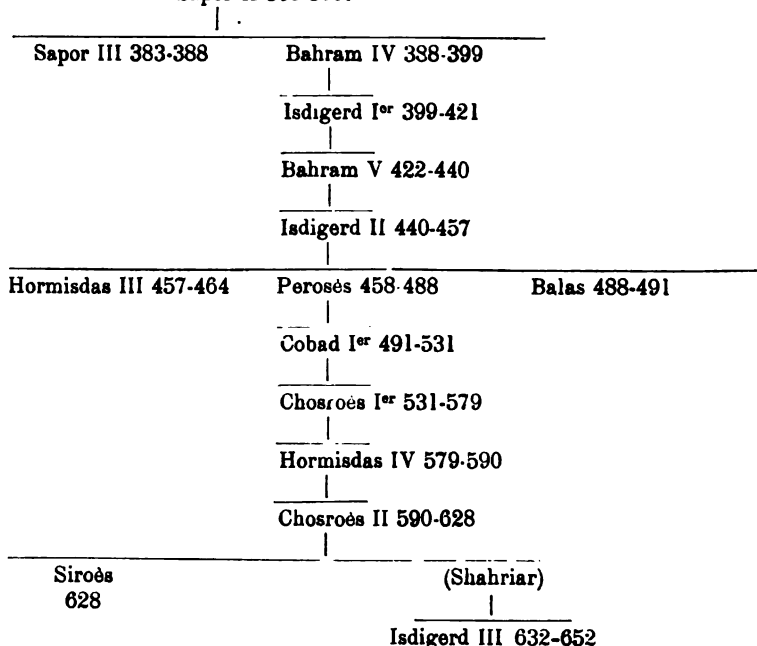 Sapor III 383-388 Bahram IV 388-399
Isdigerd Ier 399-421
Bahram V 422-440
Isdigerd II 440-457
Hormisdas III 457-464 Perosès 458-488 Balas 488-491
Cobad Ier 491-531
Chosroès Ier 531-579
Hormisdas IV 579-590
Chosroès II 590-628
Siroès (Shahriar)
628
Isdigerd III 632-652